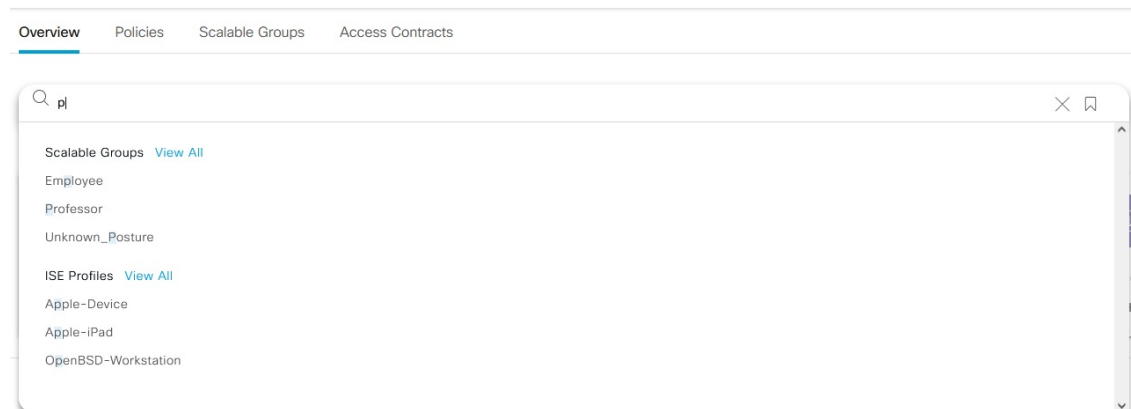 Overview Policies Scalable Groups Access Contracts
p
Scalable Groups View All
Employee
Professor
Unknown_Posture
ISE Profiles View All
Apple-Device
Apple-iPad
OpenBSD-Workstation